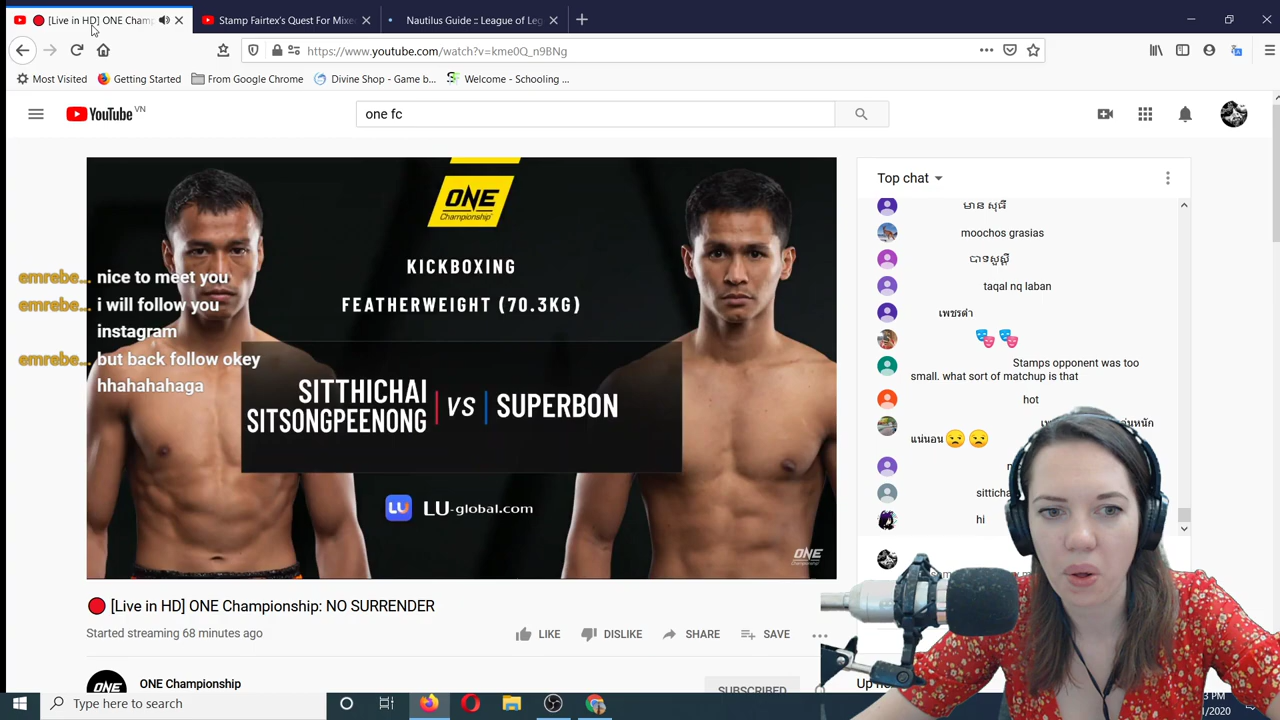 [Live in HD] ONE Champ
Stamp Fairtex's Quest For Mixe
Nautilus Guide :: League of Leg
https://www.youtube.com/watch?v=kme0Q_n9BNg
Most Visited
Getting Started
From Google Chrome
Divine Shop - Game b...
Welcome - Schooling ...
YouTube VN
one fc
ONE
Championship
KICKBOXING
FEATHERWEIGHT (70.3KG)
SITTHICHAI
SITSONGPEENONG VS SUPERBON
LU LU-global.com
ONE
Championship
emrebe... nice to meet you
emrebe... i will follow you
instagram
emrebe... but back follow okey
hhahahahaga
Top chat
មាន សុធី
moochos grasias
បាទសួស្តី
taqal nq laban
เพชรดำ
Stamps opponent was too
small. what sort of matchup is that
hot
แน่นอน
hi
[Live in HD] ONE Championship: NO SURRENDER
Started streaming 68 minutes ago
LIKE
DISLIKE
SHARE
SAVE
ONE
ONE Championship
SUBSCRIBED
Type here to search